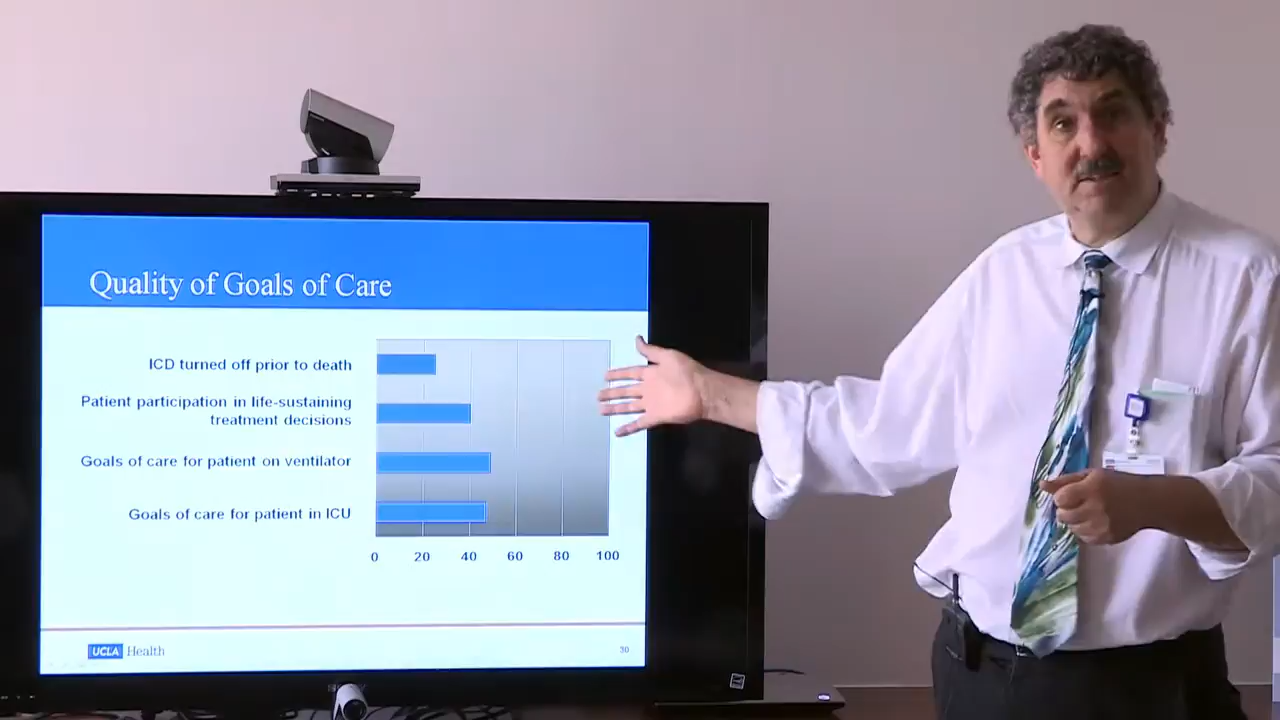 Quality of Goals of Care
ICD turned off prior to death
Patient participation in life-sustaining
treatment decisions
Goals of care for patient on ventilator
Goals of care for patient in ICU
0 20 40 60 80 100
UCLA Health
30